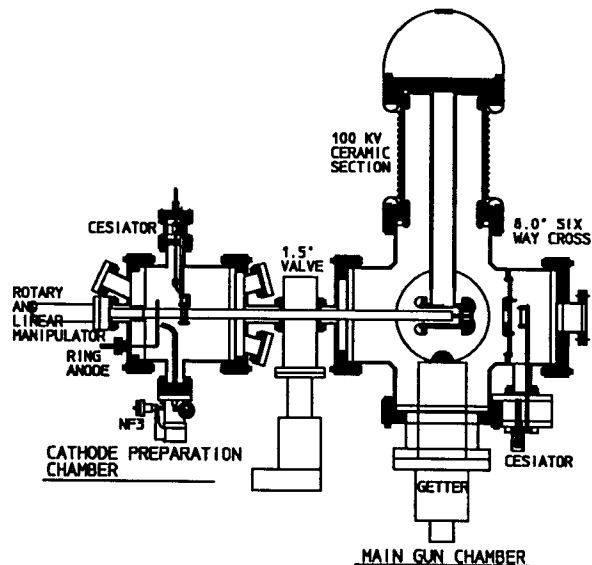 100 KV
CERAMIC
SECTION
CESIATOR
1.5"
VALVE
6.0" SIX
WAY CROSS
ROTARY
AND
LINEAR
MANIPULATOR
RING
ANODE
NF3
CATHODE PREPARATION
CHAMBER
GETTER
CESIATOR
MAIN GUN CHAMBER